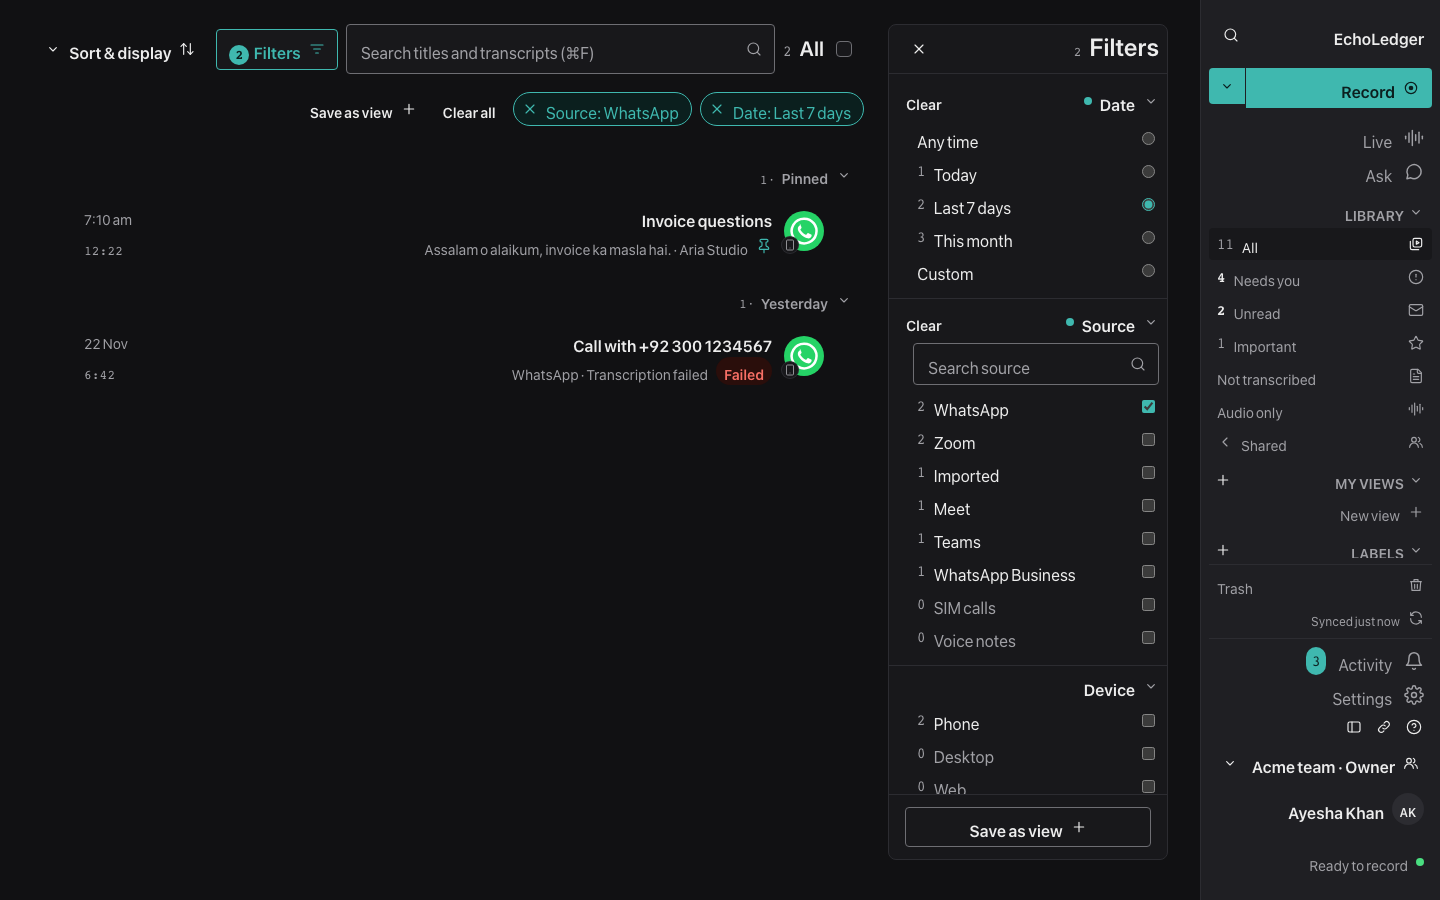 EchoLedger
Record
Live
Ask
LIBRARY
All 11
Needs you 4
Unread 2
Important 1
Not transcribed
Audio only
Shared
MY VIEWS
New view
LABELS
Trash
Synced just now
Activity 3
Settings
Acme team · Owner
AK Ayesha Khan
Ready to record
Filters 2
Date Clear
Any time
Today 1
Last 7 days 2
This month 3
Custom
Source Clear
Search source
WhatsApp 2
Zoom 2
Imported 1
Meet 1
Teams 1
WhatsApp Business 1
SIM calls 0
Voice notes 0
Device
Phone 2
Desktop 0
Web 0
Save as view
All 2
Search titles and transcripts (⌘F)
Filters 2
Sort & display
Date: Last 7 days
Source: WhatsApp
Clear all
Save as view
Pinned · 1
Invoice questions
7:10 am
Assalam o alaikum, invoice ka masla hai. · Aria Studio
12:22
Yesterday · 1
Call with +92 300 1234567
22 Nov
Failed
WhatsApp · Transcription failed
6:42